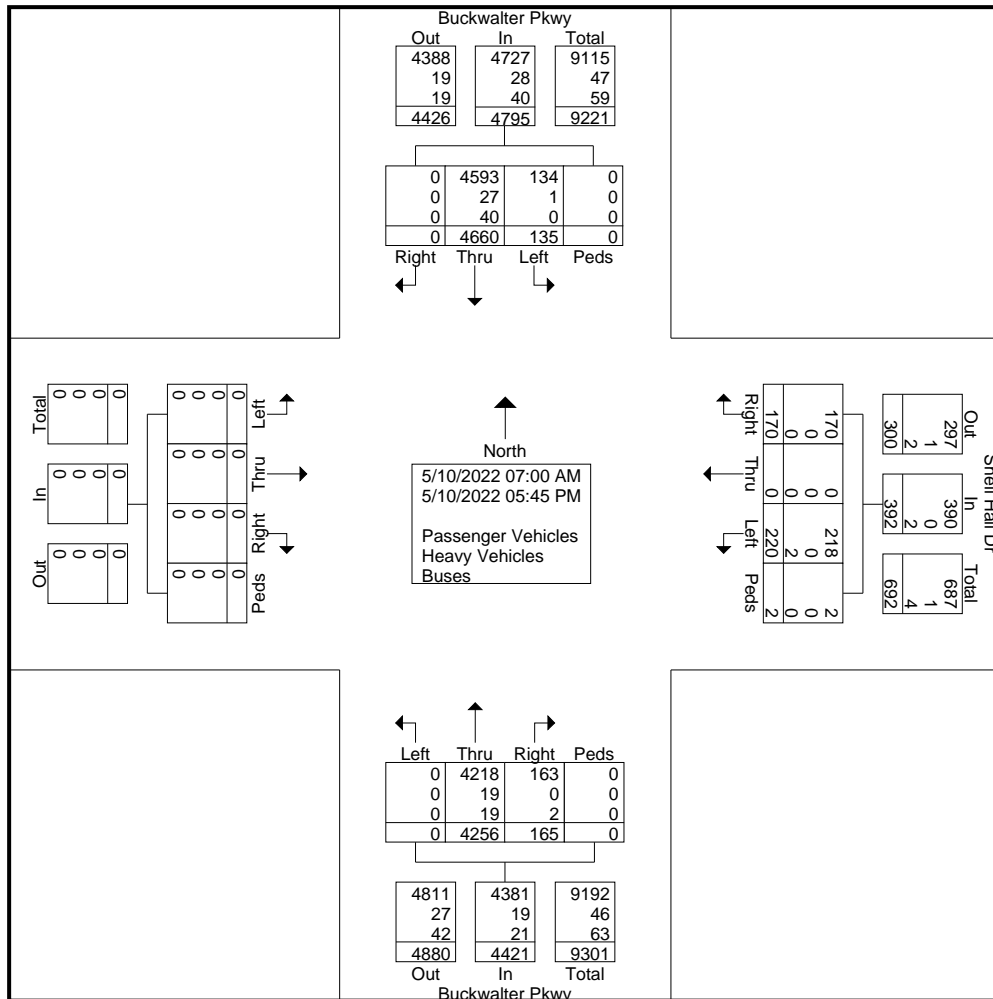 Buckwalter Pkwy
Out In Total
4388 4727 9115
19 28 47
19 40 59
4426 4795 9221
0 4593 134 0
0 27 1 0
0 40 0 0
0 4660 135 0
Right Thru Left Peds
Total
0 0 0 0
In
0 0 0 0
Out
0 0 0 0
Left
0 0 0 0
Thru
0 0 0 0
Right
0 0 0 0
Peds
0 0 0 0
North
5/10/2022 07:00 AM
5/10/2022 05:45 PM
Passenger Vehicles
Heavy Vehicles
Buses
Right
170 0 0 170
Thru
0 0 0 0
Left
218 0 2 220
Peds
2 0 0 2
Shell Hall Dr
Out
297 1 2 300
In
390 0 2 392
Total
687 1 4 692
Left Thru Right Peds
0 4218 163 0
0 19 0 0
0 19 2 0
0 4256 165 0
4811 4381 9192
27 19 46
42 21 63
4880 4421 9301
Out In Total
Buckwalter Pkwy